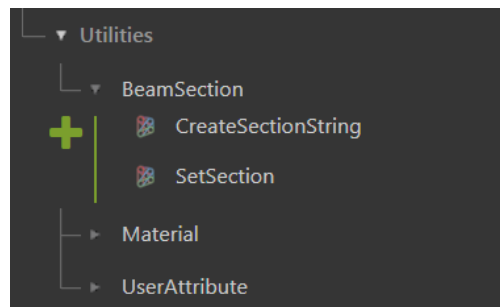 Utilities
BeamSection
CreateSectionString
SetSection
Material
UserAttribute